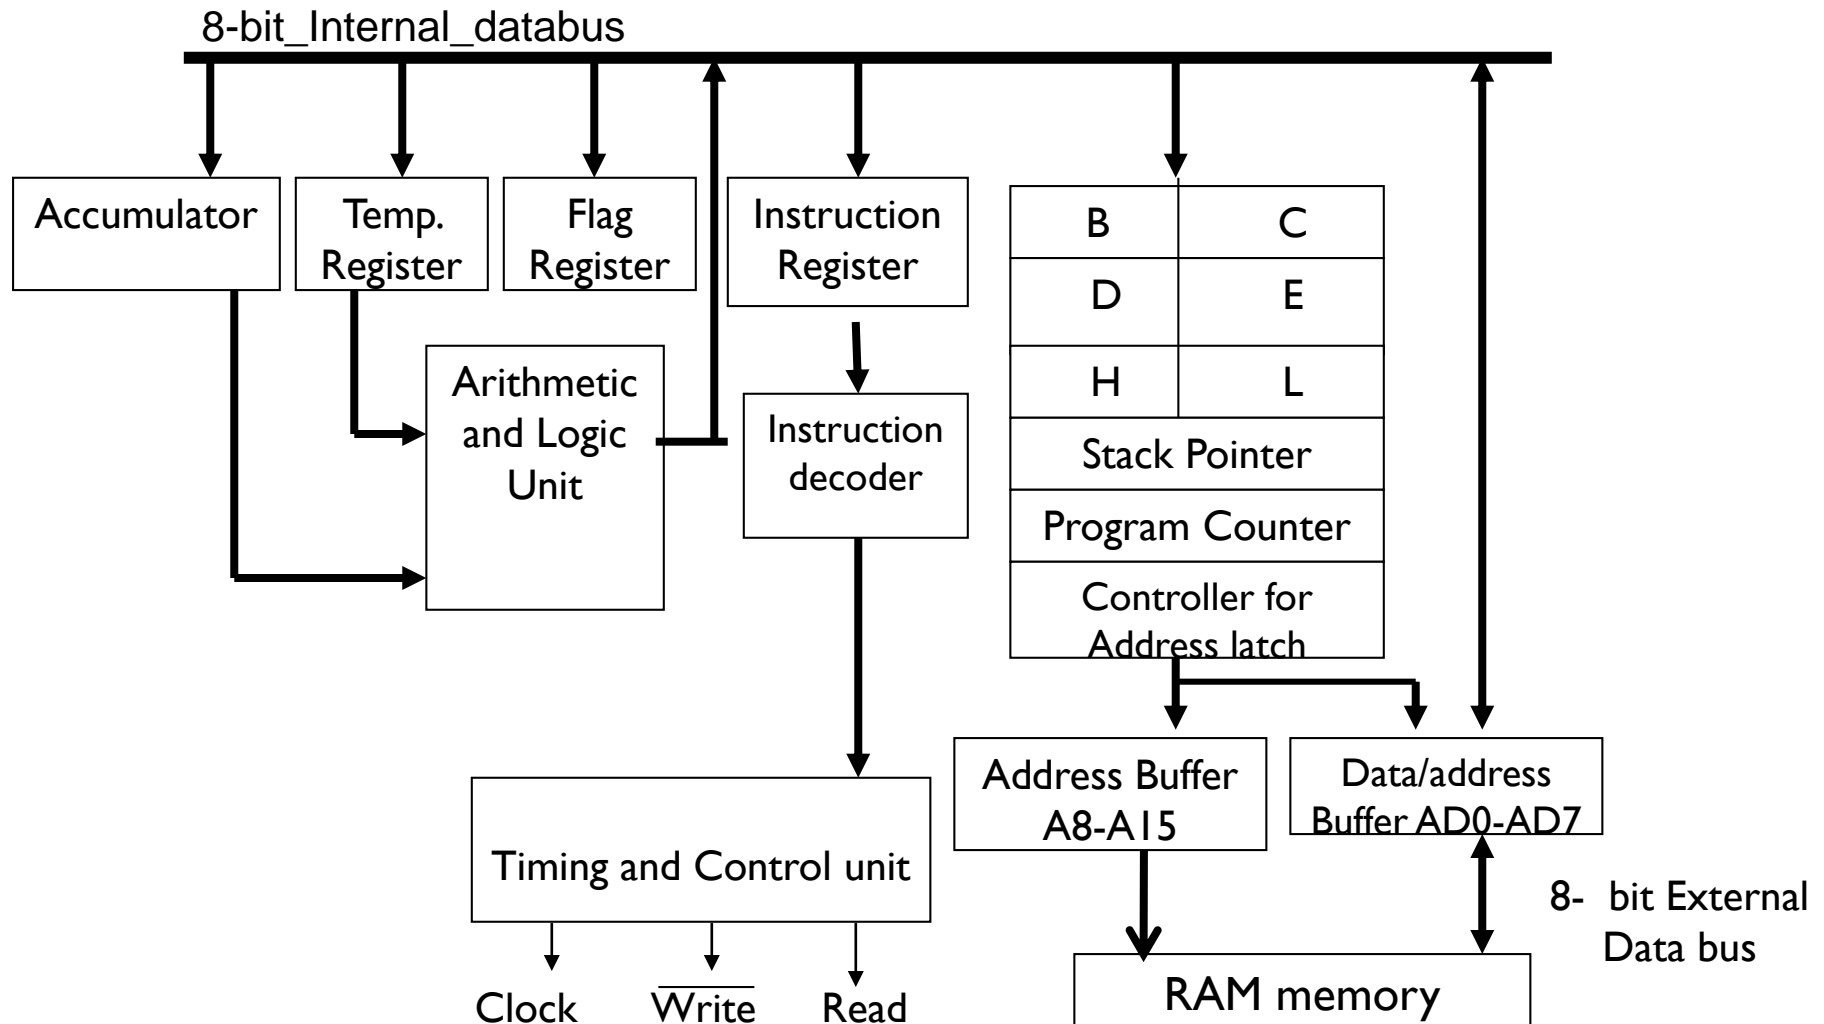 8-bit_Internal_databus
Accumulator
Temp.
Register
Flag
Register
Instruction
Register
B
C
D
E
H
L
Arithmetic
and Logic
Unit
Instruction
decoder
Stack Pointer
Program Counter
Controller for
Address latch
Timing and Control unit
Address Buffer
A8-A15
Data/address
Buffer AD0-AD7
8- bit External
Data bus
Clock
Write
Read
RAM memory